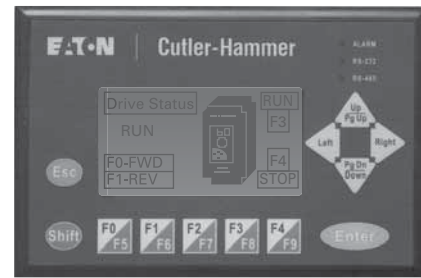 EATON | Cutler-Hammer
ALARM
RS-232
RS-485
Drive Status
RUN
RUN
F3
F0-FWD
F1-REV
F4
STOP
Up
Pg Up
Left
Right
Pg Dn
Down
Esc
Shift
F0
F5
F1
F6
F2
F7
F3
F8
F4
F9
Enter